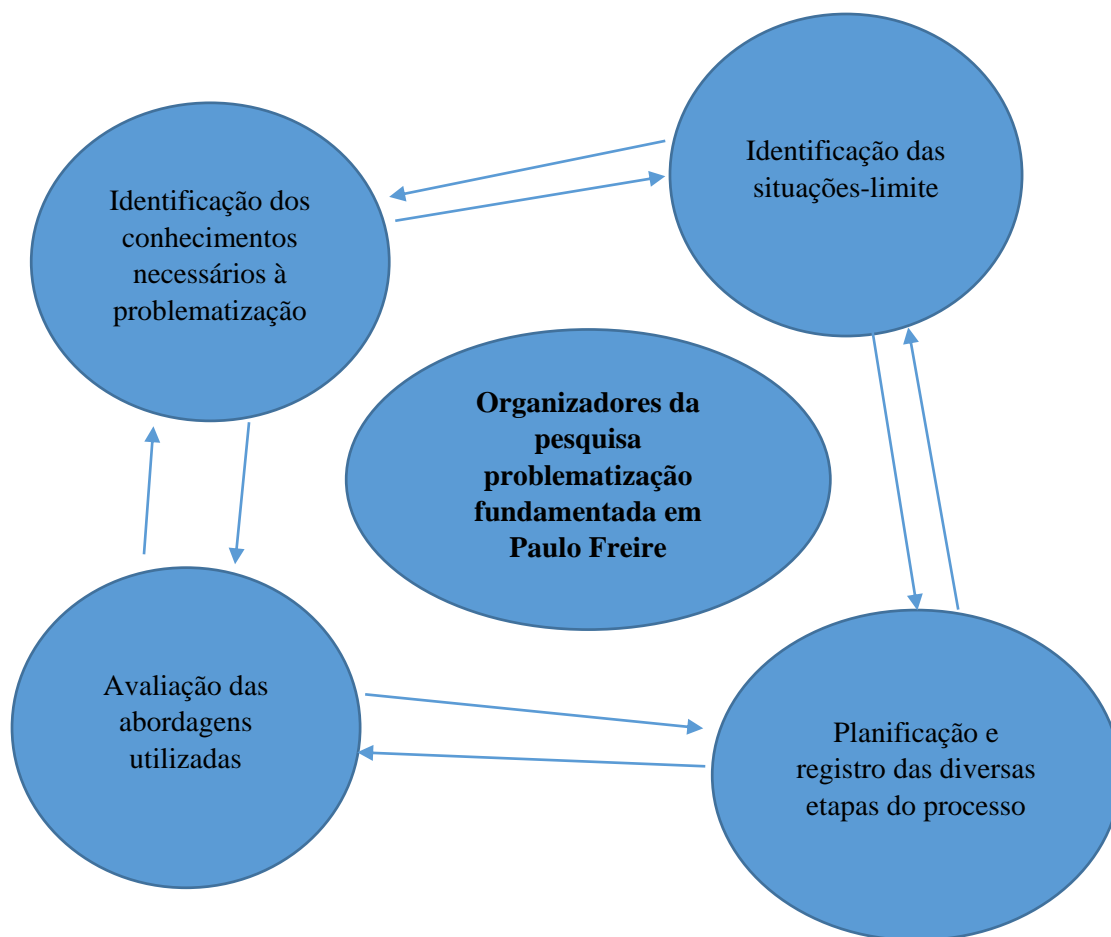 Identificação das
situações-limite
Identificação dos
conhecimentos
necessários à
problematização
Organizadores da
pesquisa
problematização
fundamentada em
Paulo Freire
Avaliação das
abordagens
utilizadas
Planificação e
registro das diversas
etapas do processo